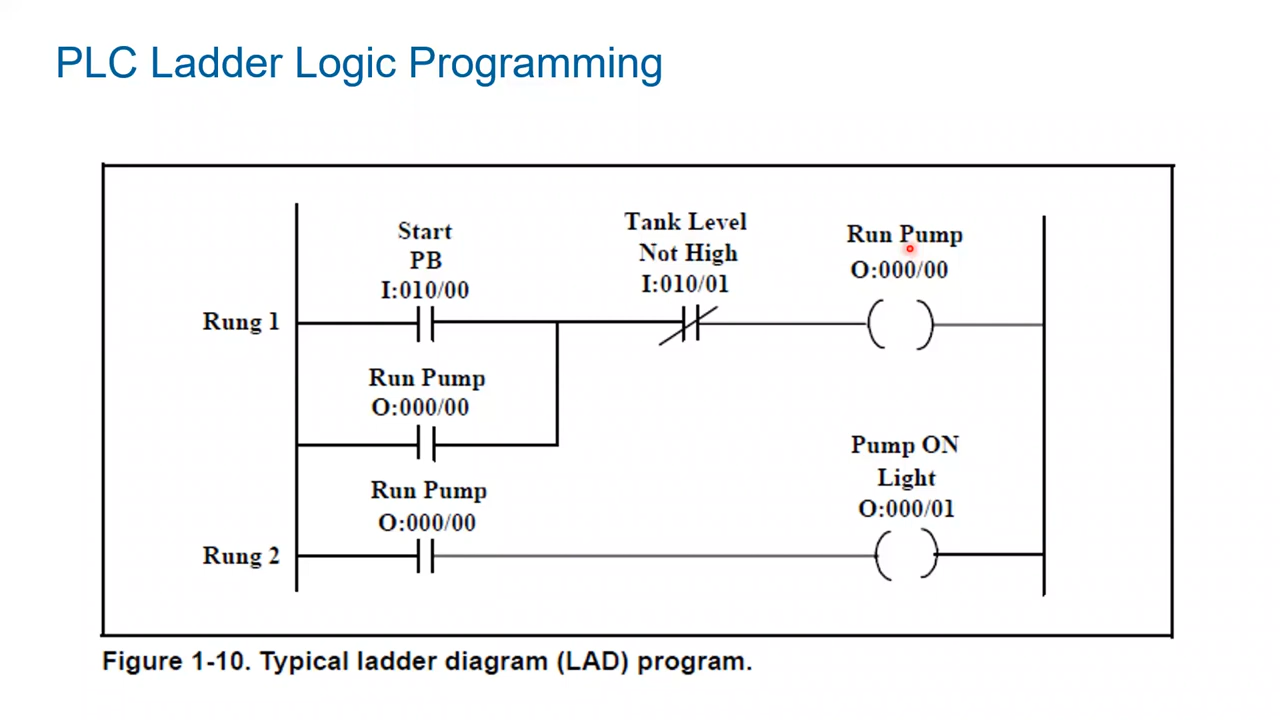 PLC Ladder Logic Programming
Start
PB
I:010/00
Tank Level
Not High
I:010/01
Run Pump
O:000/00
Rung 1
Run Pump
O:000/00
Pump ON
Light
O:000/01
Run Pump
O:000/00
Rung 2
Figure 1-10. Typical ladder diagram (LAD) program.